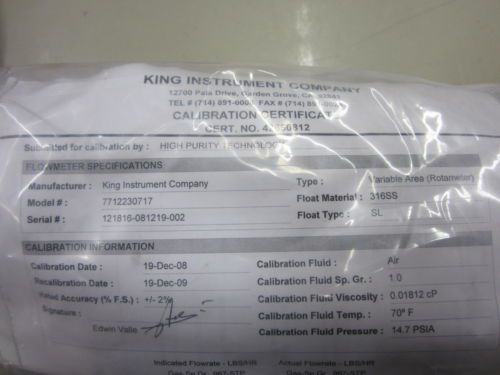 KING INSTRUMENT COMPANY
12700 Pala Drive, Garden Grove, CA
TEL # (714) FAX # (714)
CALIBRATION CERTIFICATE
CERT. NO.
Submitted for calibration by : HIGH PURITY TECHNOLOGY
FLOWMETER SPECIFICATIONS
Manufacturer : King Instrument Company Type : Variable Area (Rotameter)
Model # : 7712230717 Float Material : 316SS
Serial # : 121816-081219-002 Float Type : SL
CALIBRATION INFORMATION
Calibration Date : 19-Dec-08 Calibration Fluid : Air
Recalibration Date : 19-Dec-09 Calibration Fluid Sp. Gr. : 1.0
Rated Accuracy (% F.S.) : +/- 2% Calibration Fluid Viscosity : 0.01812 cP
Signature : Calibration Fluid Temp. : 70° F
Edwin Valle Calibration Fluid Pressure : 14.7 PSIA
Indicated Flowrate - LBS/HR Actual Flowrate - LBS/HR